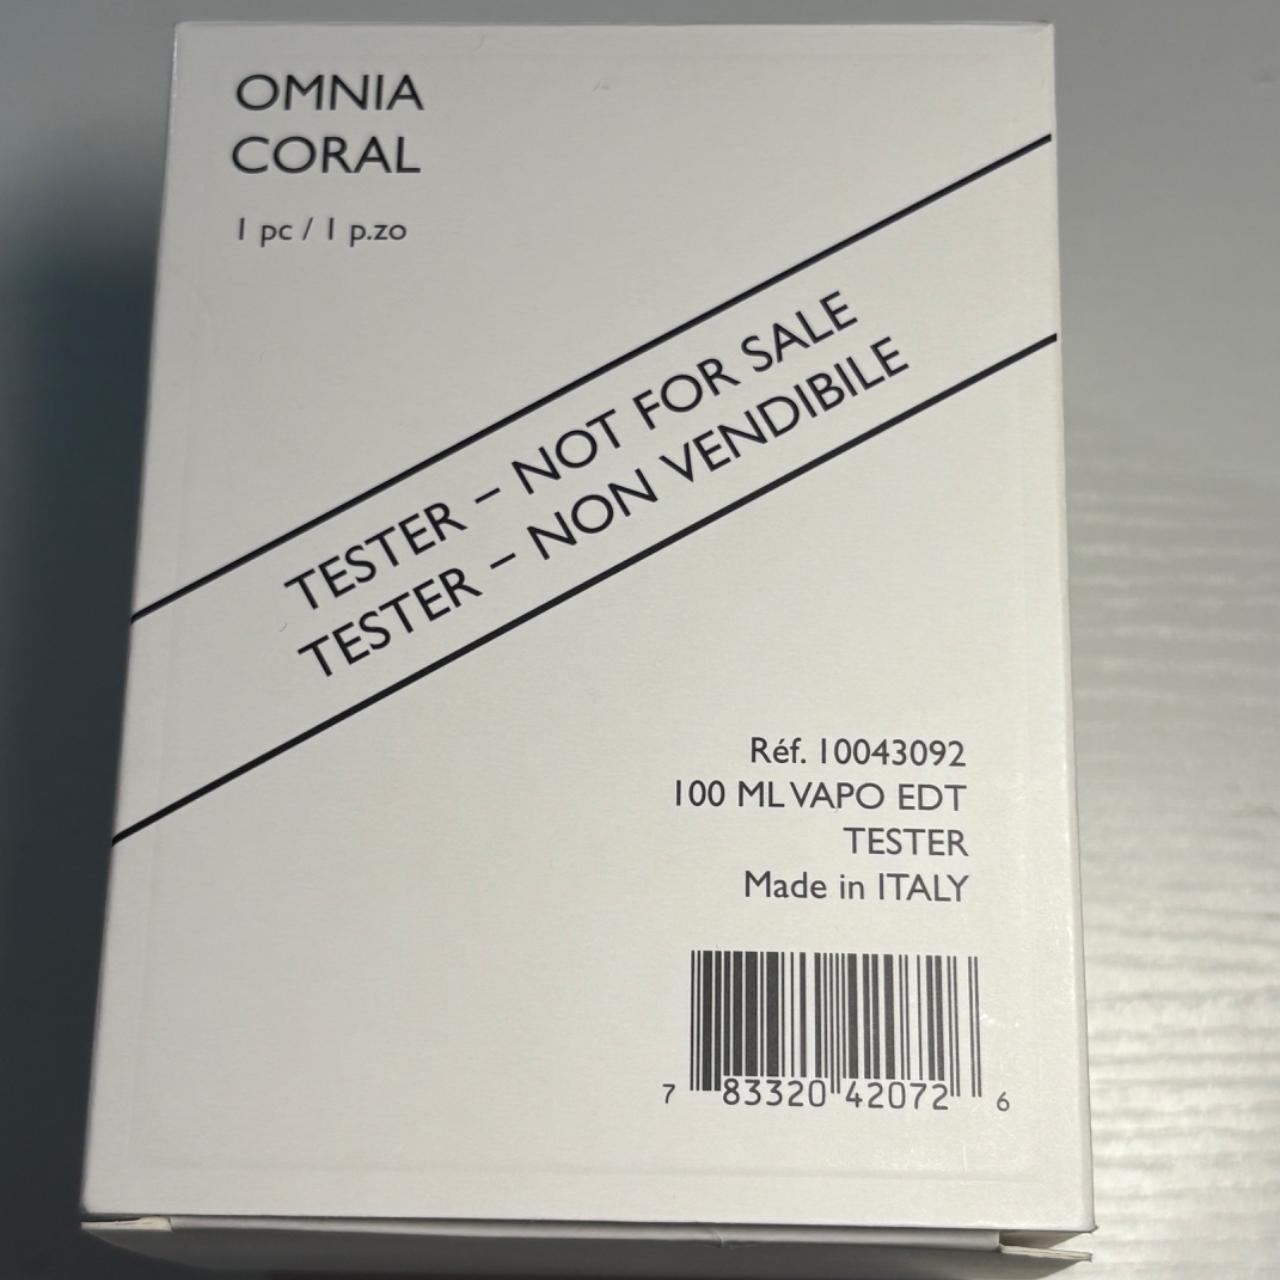 OMNIA
CORAL
1 pc / 1 p.zo
TESTER – NOT FOR SALE
TESTER – NON VENDIBILE
Réf. 10043092
100 ML VAPO EDT
TESTER
Made in ITALY
7 83320 42072 6